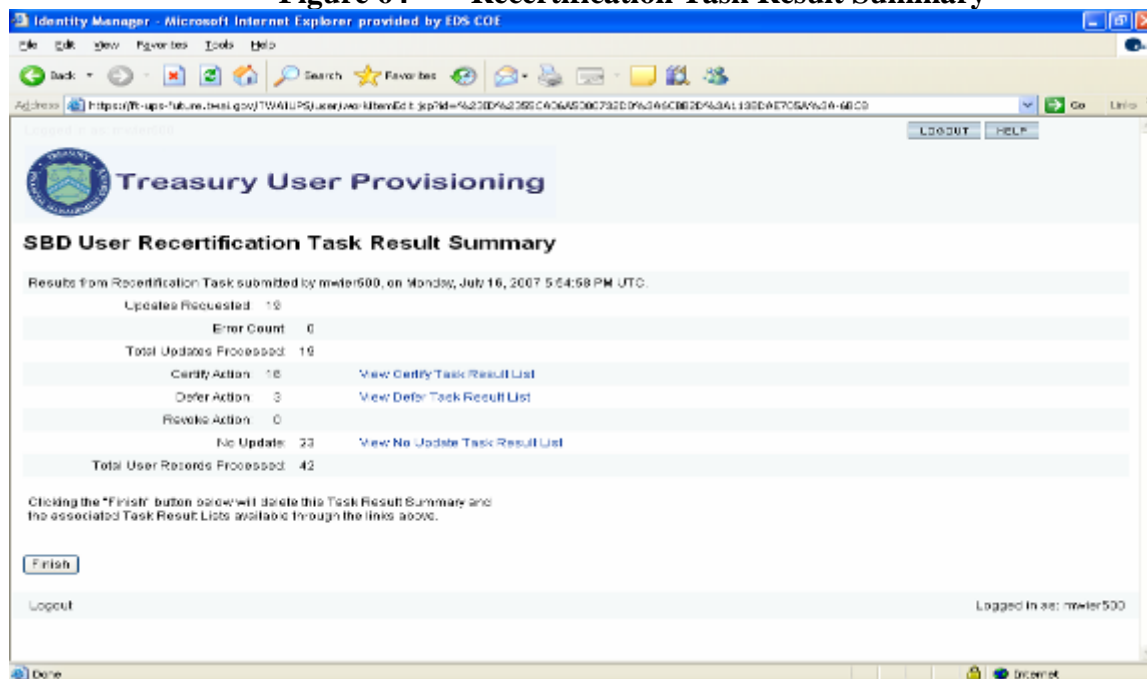 Figure 64 Recertification Task Result Summary
Identity Manager - Microsoft Internet Explorer provided by EDS COE
File Edit View Favorites Tools Help
Back Search Favorites
Address Go Links
Logged in as: mwier500 LOGOUT HELP
Treasury User Provisioning
SBD User Recertification Task Result Summary
Results from Recertification Task submitted by mwier500, on Monday, July 16, 2007 5:54:58 PM UTC.
Updates Requested: 19
Error Count: 0
Total Updates Processed: 19
Certify Action: 16 View Certify Task Result List
Defer Action: 3 View Defer Task Result List
Revoke Action: 0
No Update: 23 View No Update Task Result List
Total User Records Processed: 42
Clicking the "Finish" button below will delete this Task Result Summary and
the associated Task Result Lists available through the links above.
Finish
Logout Logged in as: mwier500
Done Internet